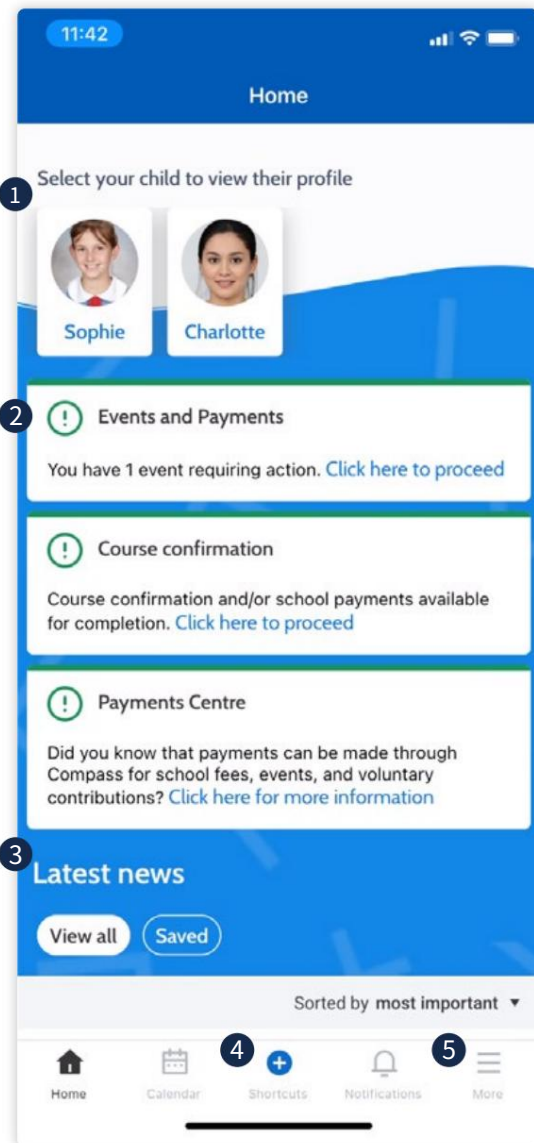 11:42
Home
1
Select your child to view their profile
Sophie
Charlotte
2
Events and Payments
You have 1 event requiring action. Click here to proceed
Course confirmation
Course confirmation and/or school payments available
for completion. Click here to proceed
Payments Centre
Did you know that payments can be made through
Compass for school fees, events, and voluntary
contributions? Click here for more information
3
Latest news
View all
Saved
Sorted by most important
4
5
Home
Calendar
Shortcuts
Notifications
More